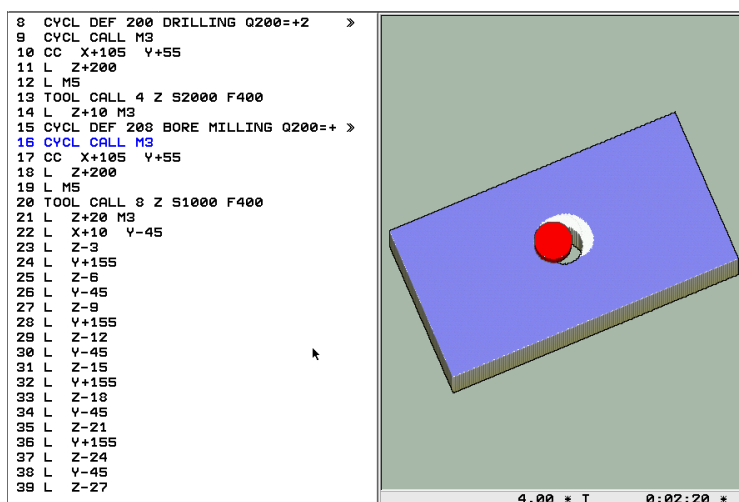 8 CYCL DEF 200 DRILLING Q200=+2 »
9 CYCL CALL M3
10 CC X+105 Y+55
11 L Z+200
12 L M5
13 TOOL CALL 4 Z S2000 F400
14 L Z+10 M3
15 CYCL DEF 208 BORE MILLING Q200=+ »
16 CYCL CALL M3
17 CC X+105 Y+55
18 L Z+200
19 L M5
20 TOOL CALL 8 Z S1000 F400
21 L Z+20 M3
22 L X+10 Y-45
23 L Z-3
24 L Y+155
25 L Z-6
26 L Y-45
27 L Z-9
28 L Y+155
29 L Z-12
30 L Y-45
31 L Z-15
32 L Y+155
33 L Z-18
34 L Y-45
35 L Z-21
36 L Y+155
37 L Z-24
38 L Y-45
39 L Z-27
4.00 * T 0:02:20 *